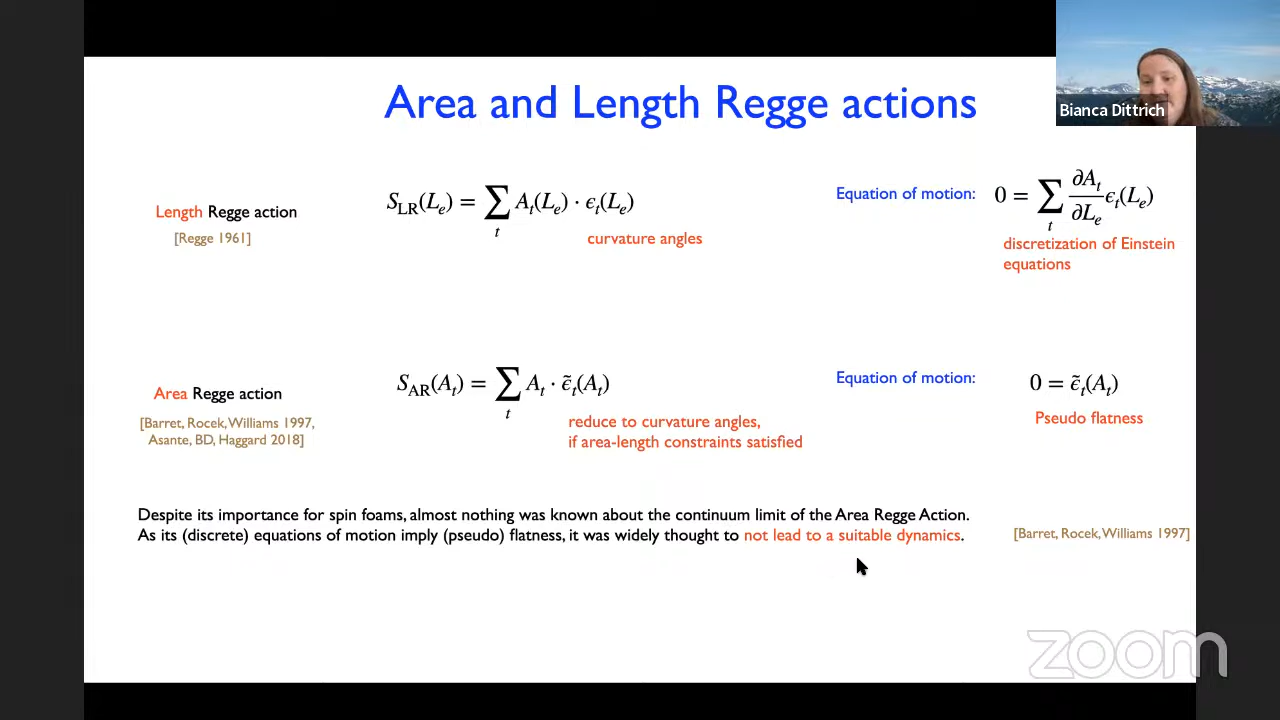 Area and Length Regge actions
Bianca Dittrich
Length Regge action
[Regge 1961]
S_LR(L_e) = ∑_t A_t(L_e) · ϵ_t(L_e)
curvature angles
Equation of motion:
0 = ∑_t ∂A_t/∂L_e ϵ_t(L_e)
discretization of Einstein
equations
Area Regge action
[Barret, Rocek, Williams 1997,
Asante, BD, Haggard 2018]
S_AR(A_t) = ∑_t A_t · ϵ̃_t(A_t)
reduce to curvature angles,
if area-length constraints satisfied
Equation of motion:
0 = ϵ̃_t(A_t)
Pseudo flatness
Despite its importance for spin foams, almost nothing was known about the continuum limit of the Area Regge Action.
As its (discrete) equations of motion imply (pseudo) flatness, it was widely thought to not lead to a suitable dynamics.
[Barret, Rocek, Williams 1997]
zoom